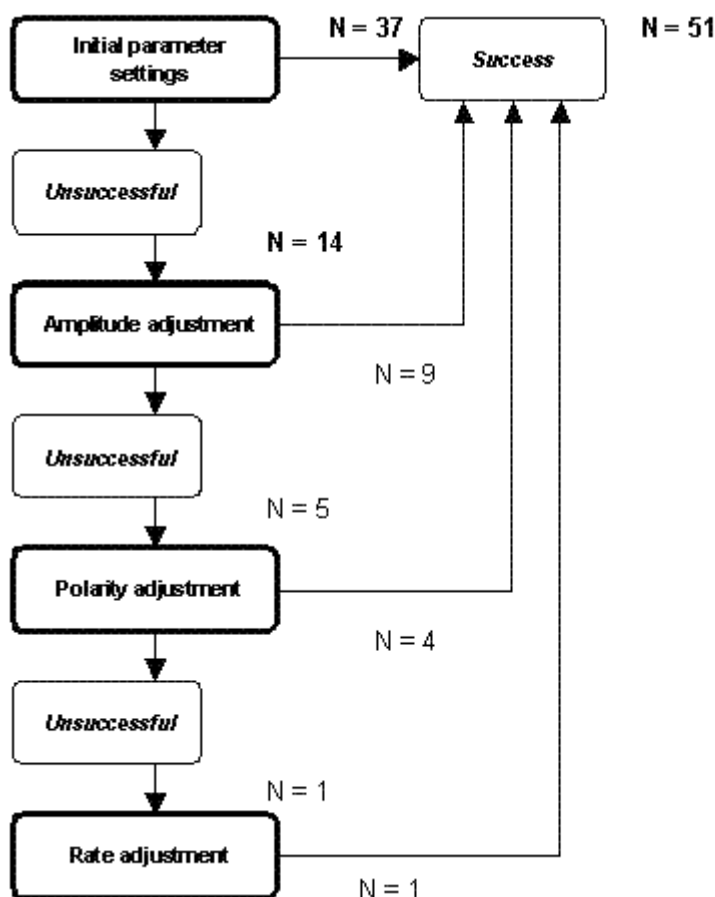 Initial parameter
settings
N = 37
Success
N = 51
Unsuccessful
N = 14
Amplitude adjustment
N = 9
Unsuccessful
N = 5
Polarity adjustment
N = 4
Unsuccessful
N = 1
Rate adjustment
N = 1